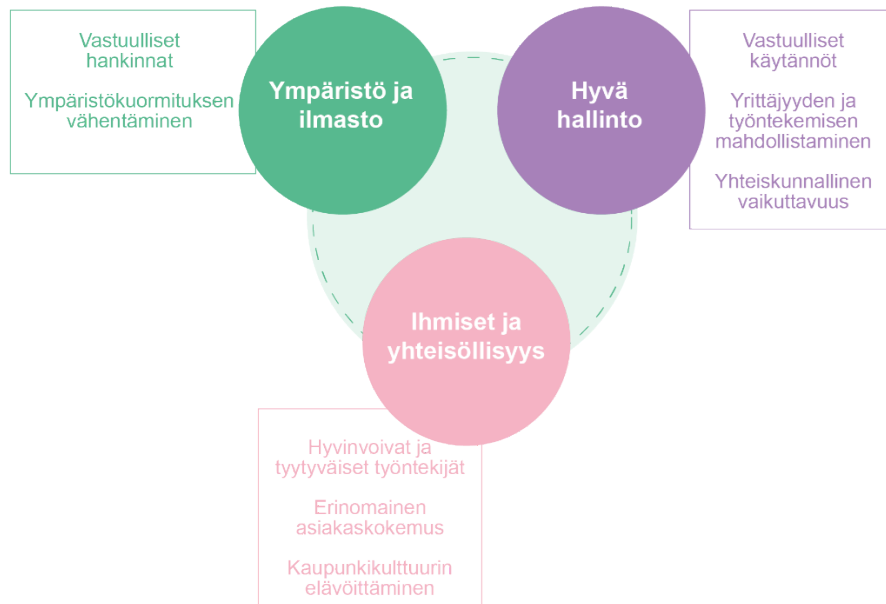 Vastuulliset
hankinnat
Ympäristökuormituksen
vähentäminen
Ympäristö ja
ilmasto
Hyvä
hallinto
Vastuulliset
käytännöt
Yrittäjyyden ja
työntekemisen
mahdollistaminen
Yhteiskunnallinen
vaikuttavuus
Ihmiset ja
yhteisöllisyys
Hyvinvoivat ja
tyytyväiset työntekijät
Erinomainen
asiakaskokemus
Kaupunkikulttuurin
elävöittäminen